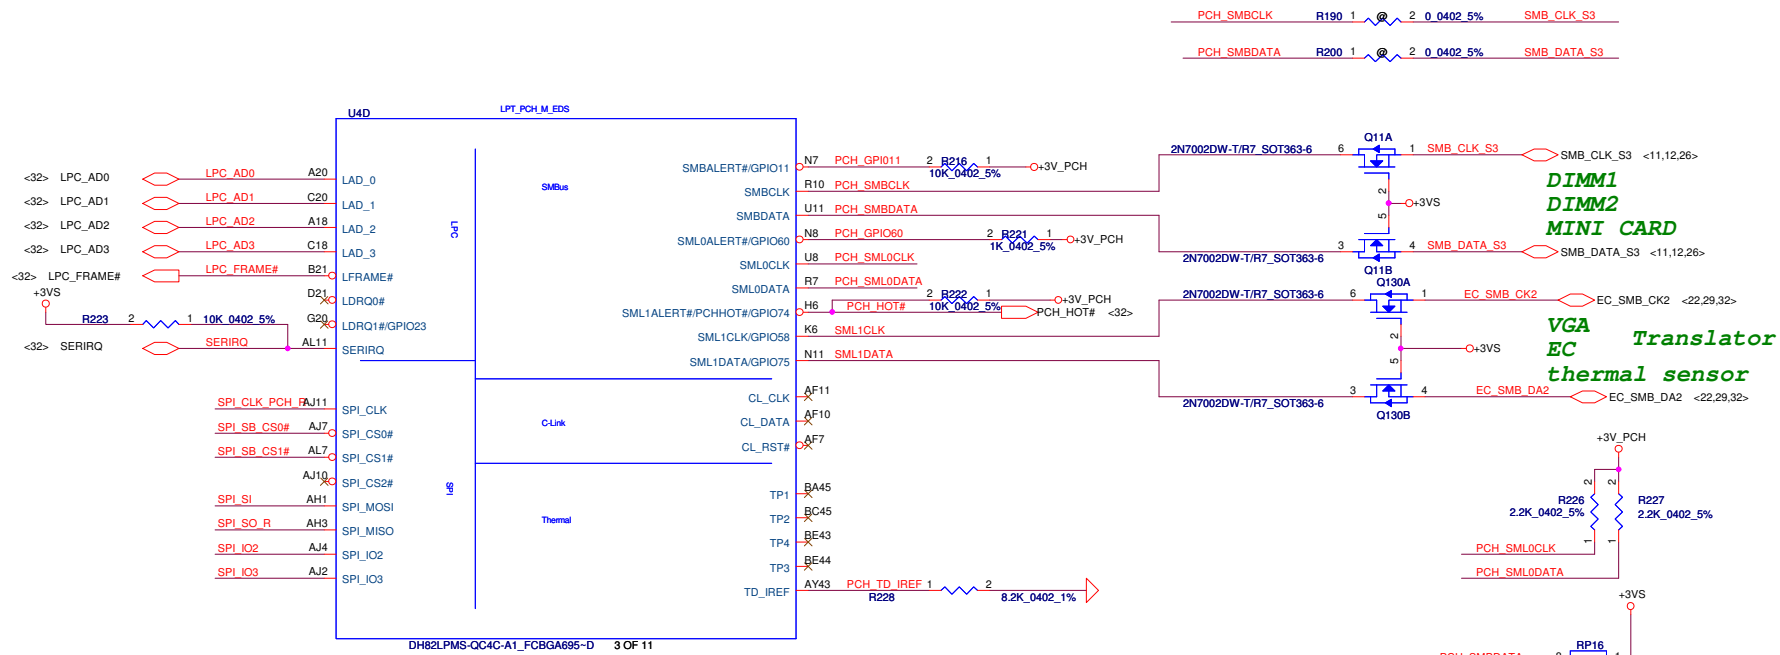 PCH_SMBCLK R190 1 @ 2 0_0402_5% SMB_CLK_S3
PCH_SMBDATA R200 1 @ 2 0_0402_5% SMB_DATA_S3
U4D LPT_PCH_M_EDS
<32> LPC_AD0 LPC_AD0 A20 LAD_0
<32> LPC_AD1 LPC_AD1 C20 LAD_1
<32> LPC_AD2 LPC_AD2 A18 LAD_2
<32> LPC_AD3 LPC_AD3 C18 LAD_3
<32> LPC_FRAME# LPC_FRAME# B21 LFRAME#
D21 LDRQ0#
G20 LDRQ1#/GPIO23
+3VS
R223 2 1 10K_0402_5%
<32> SERIRQ SERIRQ AL11 SERIRQ
SPI_CLK_PCH_R AJ11 SPI_CLK
SPI_SB_CS0# AJ7 SPI_CS0#
SPI_SB_CS1# AL7 SPI_CS1#
AJ10 SPI_CS2#
SPI_SI AH1 SPI_MOSI
SPI_SO_R AH3 SPI_MISO
SPI_IO2 AJ4 SPI_IO2
SPI_IO3 AJ2 SPI_IO3
LPC
SPI
SMBus
C-Link
Thermal
SMBALERT#/GPIO11 N7 PCH_GPI011 2 R216 1 +3V_PCH
10K_0402_5%
SMBCLK R10 PCH_SMBCLK
SMBDATA U11 PCH_SMBDATA
SML0ALERT#/GPIO60 N8 PCH_GPIO60 2 R221 1 +3V_PCH
1K_0402_5%
SML0CLK U8 PCH_SML0CLK
SML0DATA R7 PCH_SML0DATA
2 R222 1 +3V_PCH
10K_0402_5%
SML1ALERT#/PCHHOT#/GPIO74 H6 PCH_HOT# PCH_HOT# <32>
SML1CLK/GPIO58 K6 SML1CLK
SML1DATA/GPIO75 N11 SML1DATA
CL_CLK AF11
CL_DATA AF10
CL_RST# AF7
TP1 BA45
TP2 BC45
TP4 BE43
TP3 BE44
TD_IREF AY43 PCH_TD_IREF 1 2
R228 8.2K_0402_1%
DH82LPMS-QC4C-A1_FCBGA695~D 3 OF 11
Q11A
2N7002DW-T/R7_SOT363-6 6 1 SMB_CLK_S3 SMB_CLK_S3 <11,12,26>
2
+3VS
5
DIMM1
DIMM2
MINI CARD
3 4 SMB_DATA_S3 SMB_DATA_S3 <11,12,26>
2N7002DW-T/R7_SOT363-6
Q11B
Q130A
2N7002DW-T/R7_SOT363-6 6 1 EC_SMB_CK2 EC_SMB_CK2 <22,29,32>
2
+3VS
5
VGA
EC Translator
thermal sensor
3 4 EC_SMB_DA2 EC_SMB_DA2 <22,29,32>
2N7002DW-T/R7_SOT363-6
Q130B
+3V_PCH
2 2
R226 R227
2.2K_0402_5% 2.2K_0402_5%
1 1
PCH_SML0CLK
PCH_SML0DATA
+3VS
RP16